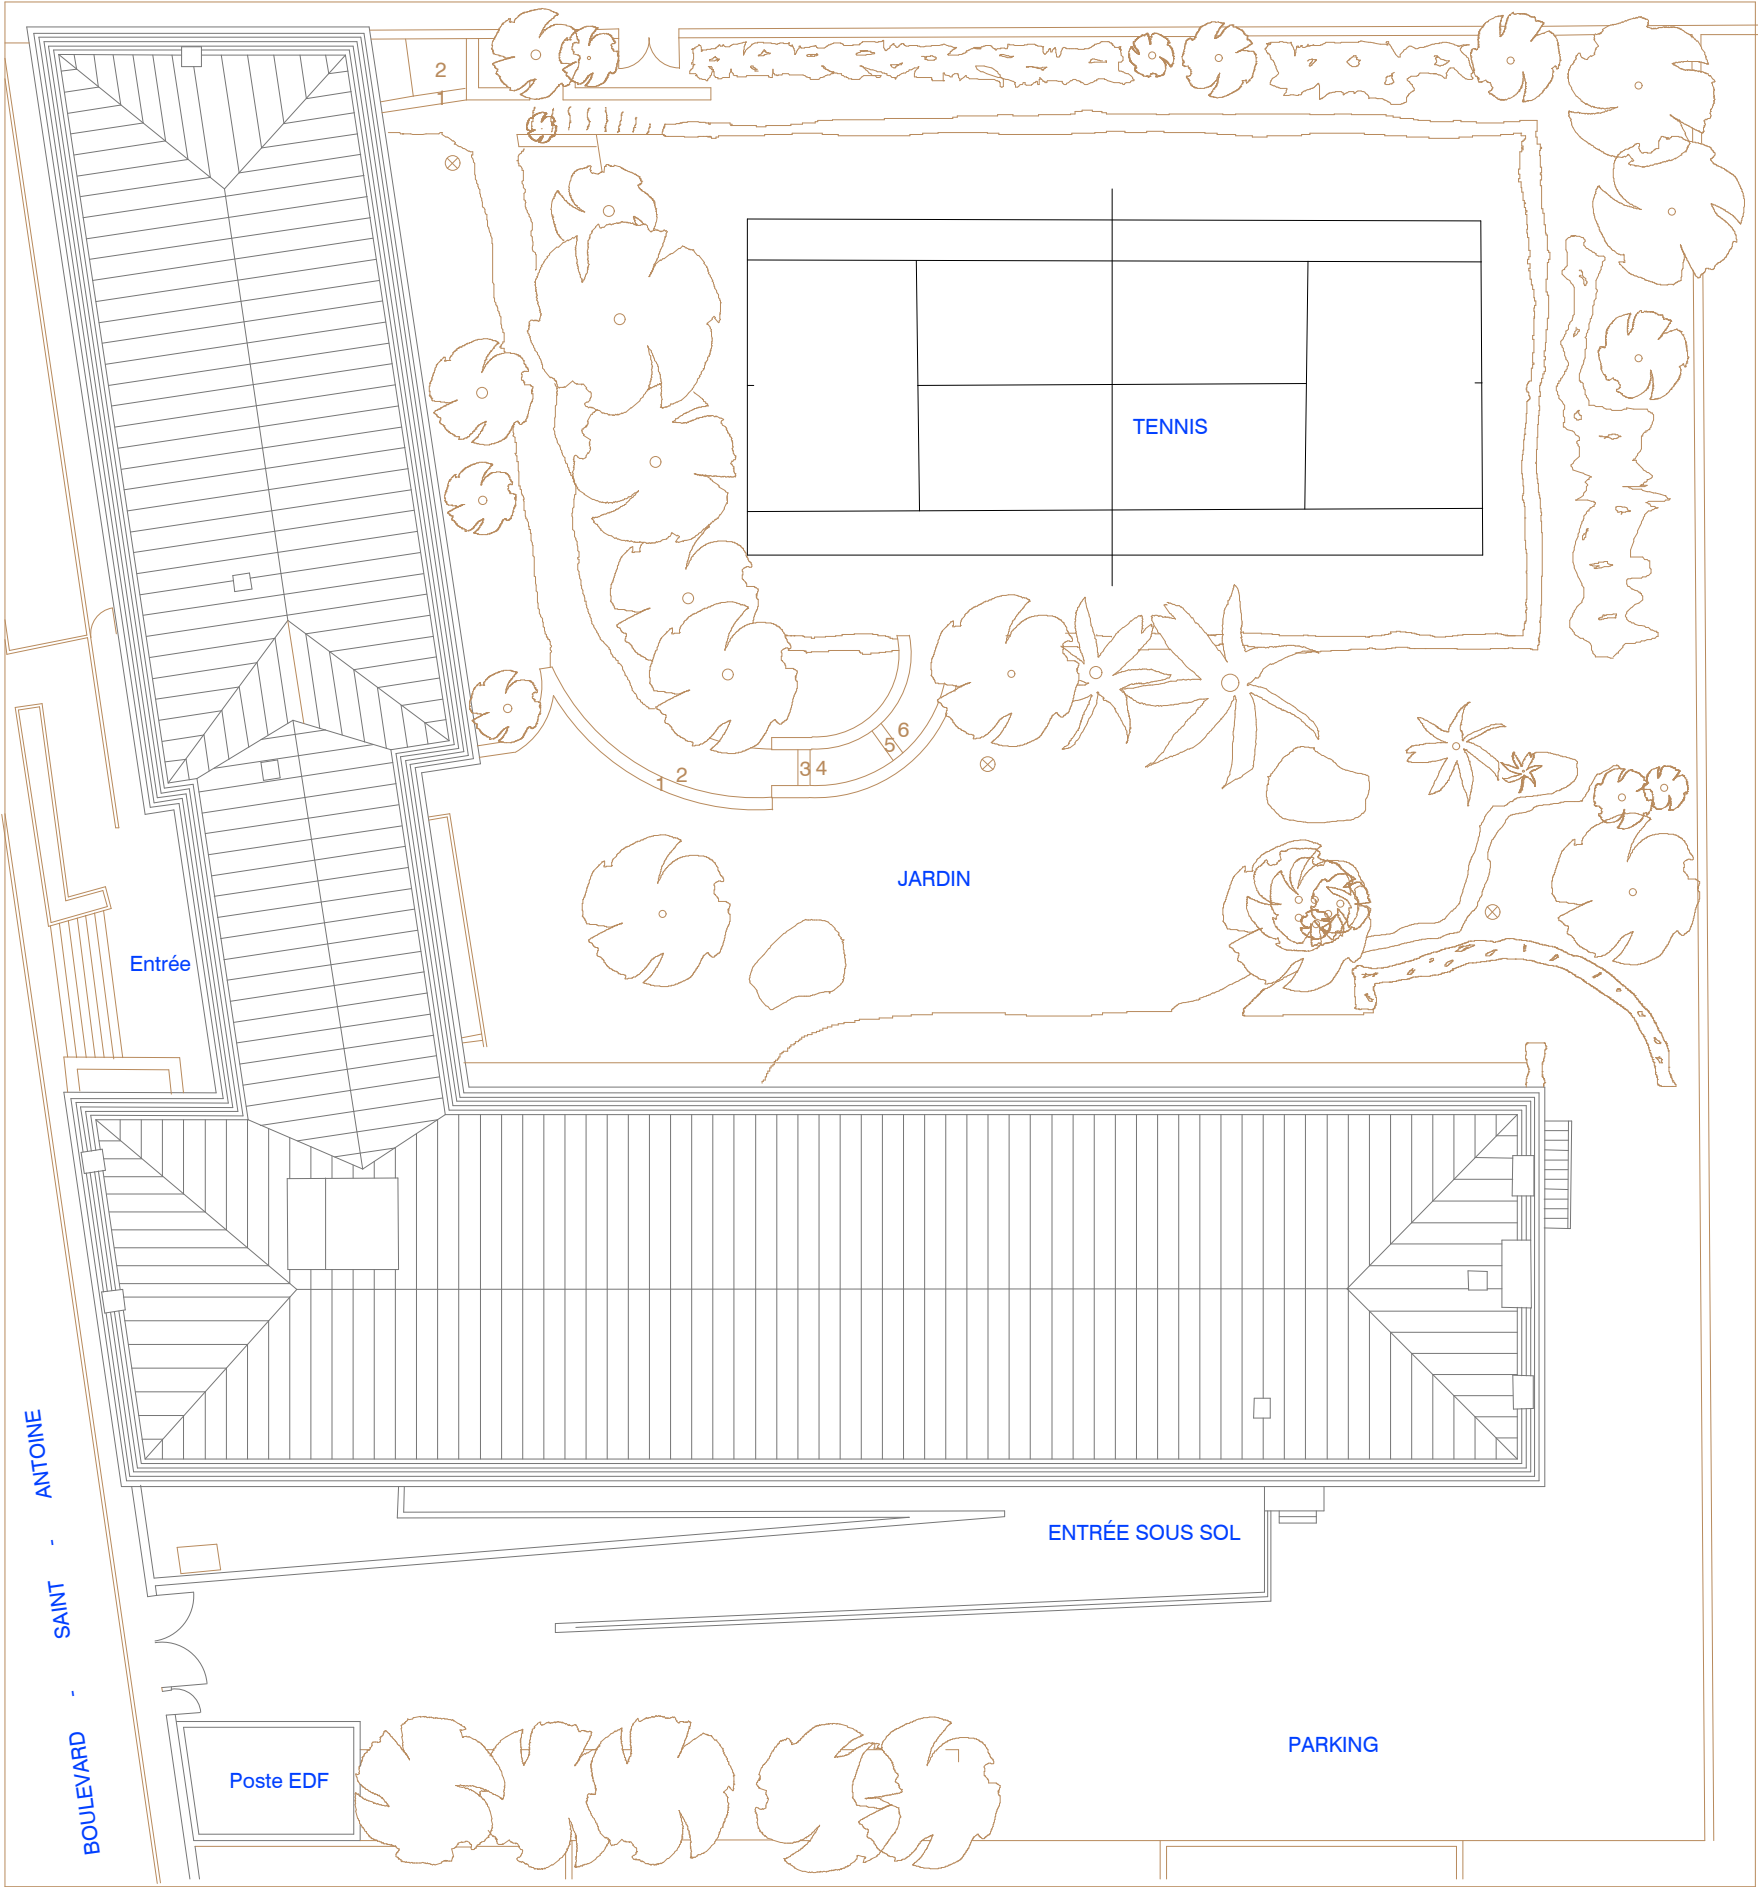 2
1
TENNIS
6
5
3 4
2
1
JARDIN
Entrée
BOULEVARD - SAINT - ANTOINE
ENTRÉE SOUS SOL
PARKING
Poste EDF